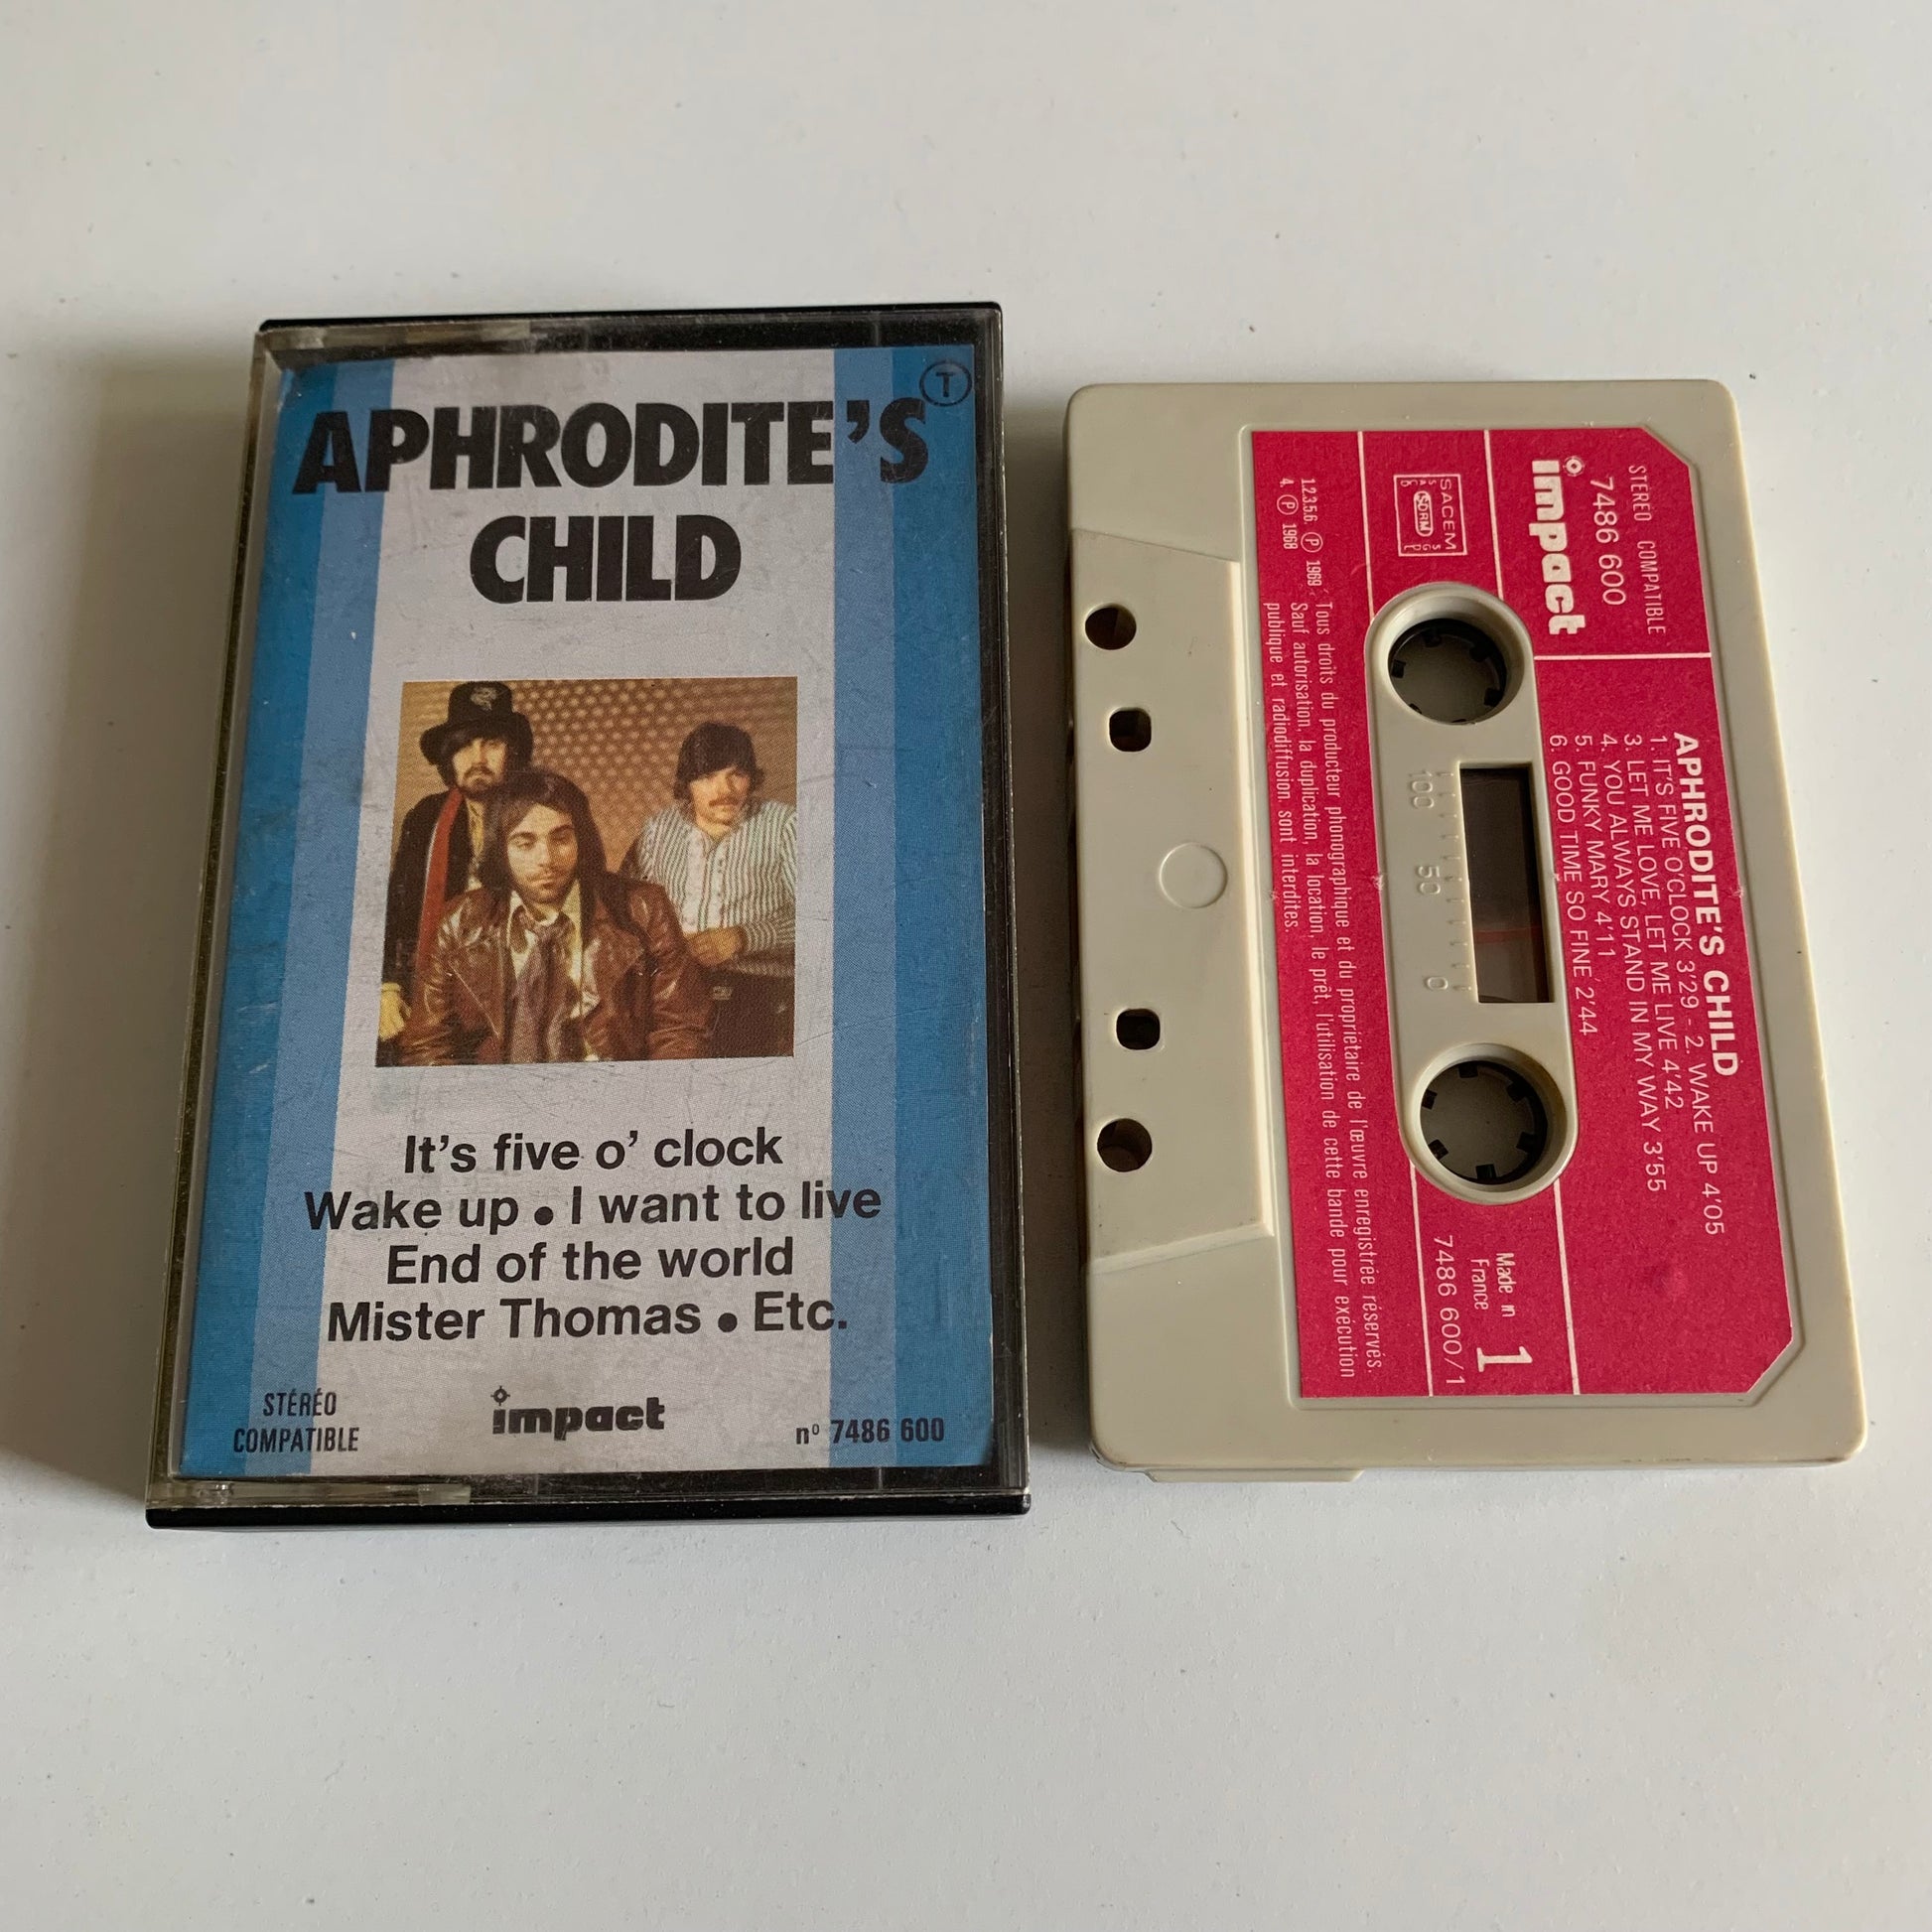 T
APHRODITE'S
CHILD
It's five o' clock
Wake up • I want to live
End of the world
Mister Thomas • Etc.
STÉRÉO
COMPATIBLE
impact
nº 7486 600
STÉRÉO COMPATIBLE
7486 600
impact
SACEM
SDRM
APHRODITE'S CHILD
1. IT'S FIVE O'CLOCK 3'29 - 2. WAKE UP 4'05
3. LET ME LOVE, LET ME LIVE 4'42
4. YOU ALWAYS STAND IN MY WAY 3'55
5. FUNKY MARY 4'11
6. GOOD TIME SO FINE 2'44
100 50 0
Made in
France
1
7486 600/1
1.2.3.5.6. Ⓟ 1969
4. Ⓟ 1968
Tous droits du producteur phonographique et du propriétaire de l'œuvre enregistrée réservés.
Sauf autorisation, la duplication, la location, le prêt, l'utilisation de cette bande pour exécution
publique et radiodiffusion sont interdites.